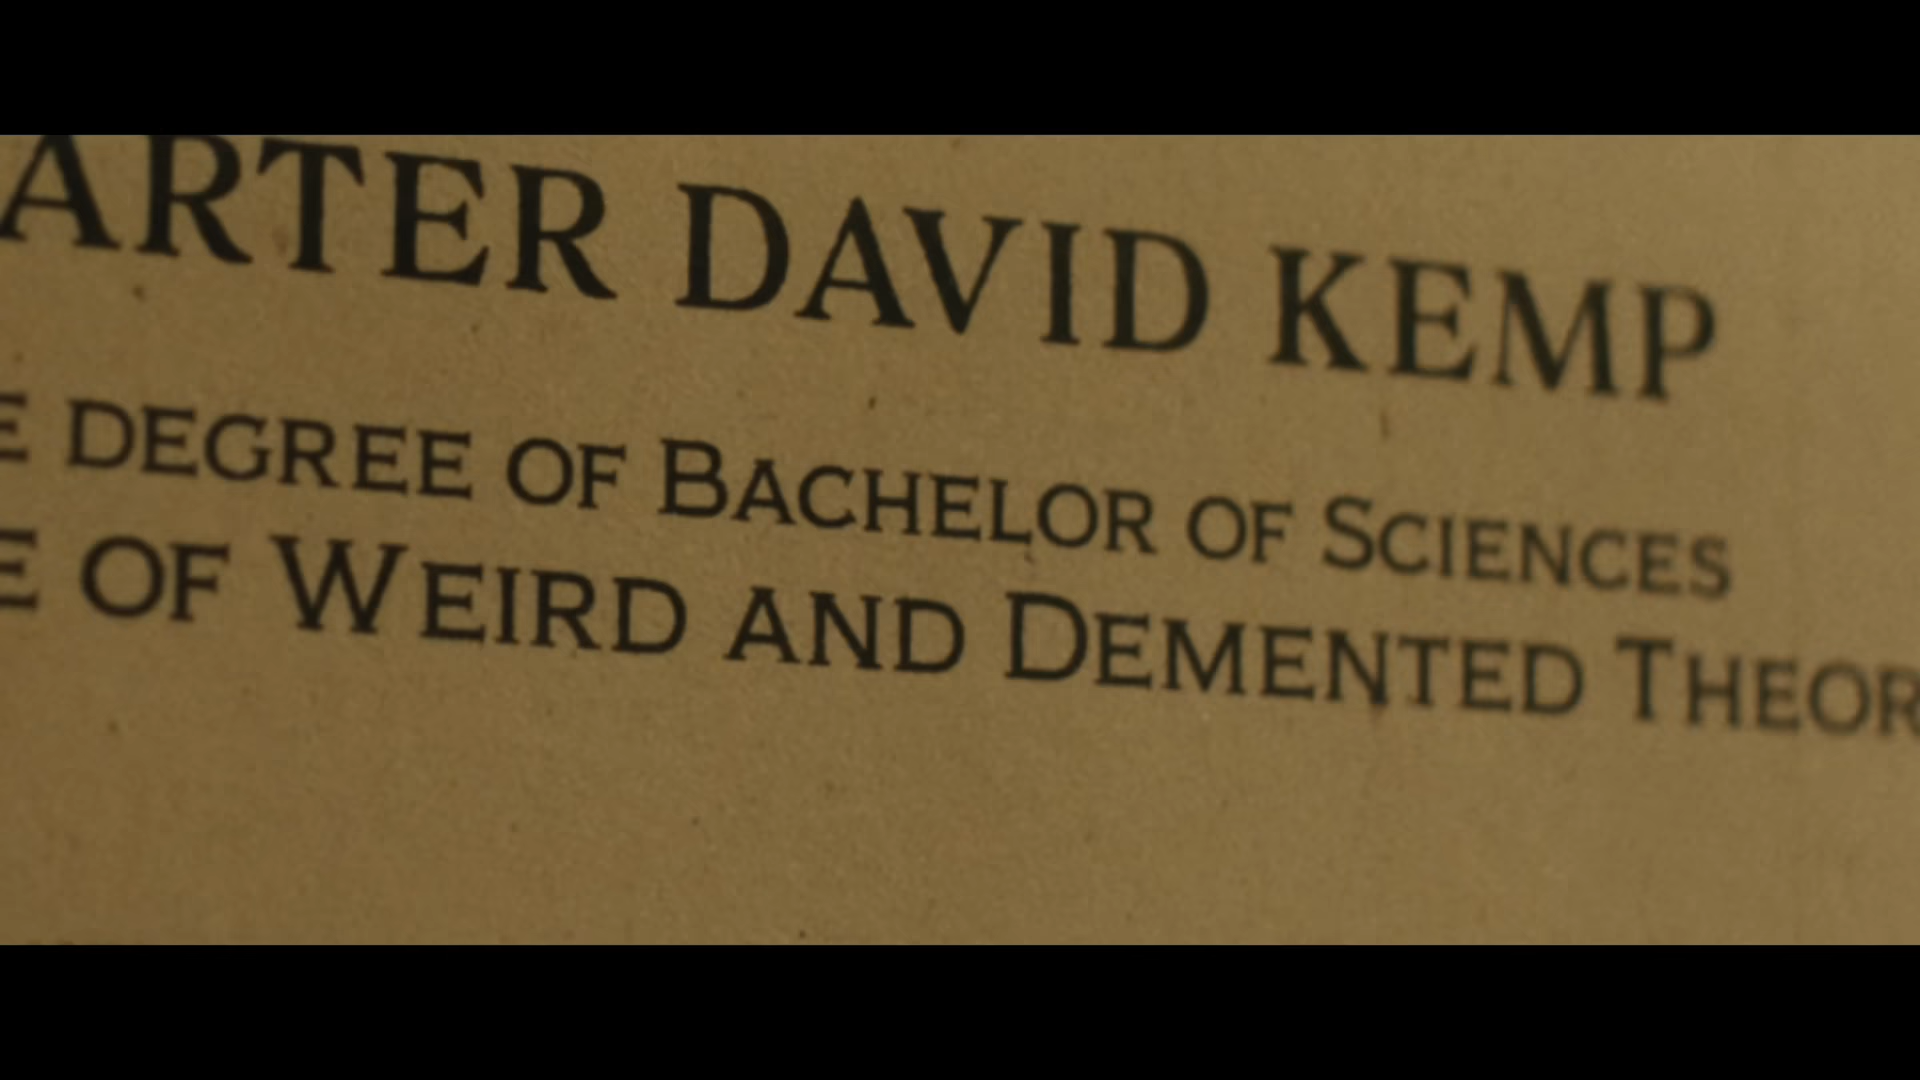 ARTER DAVID KEMP
E DEGREE OF BACHELOR OF SCIENCES
E OF WEIRD AND DEMENTED THEOR